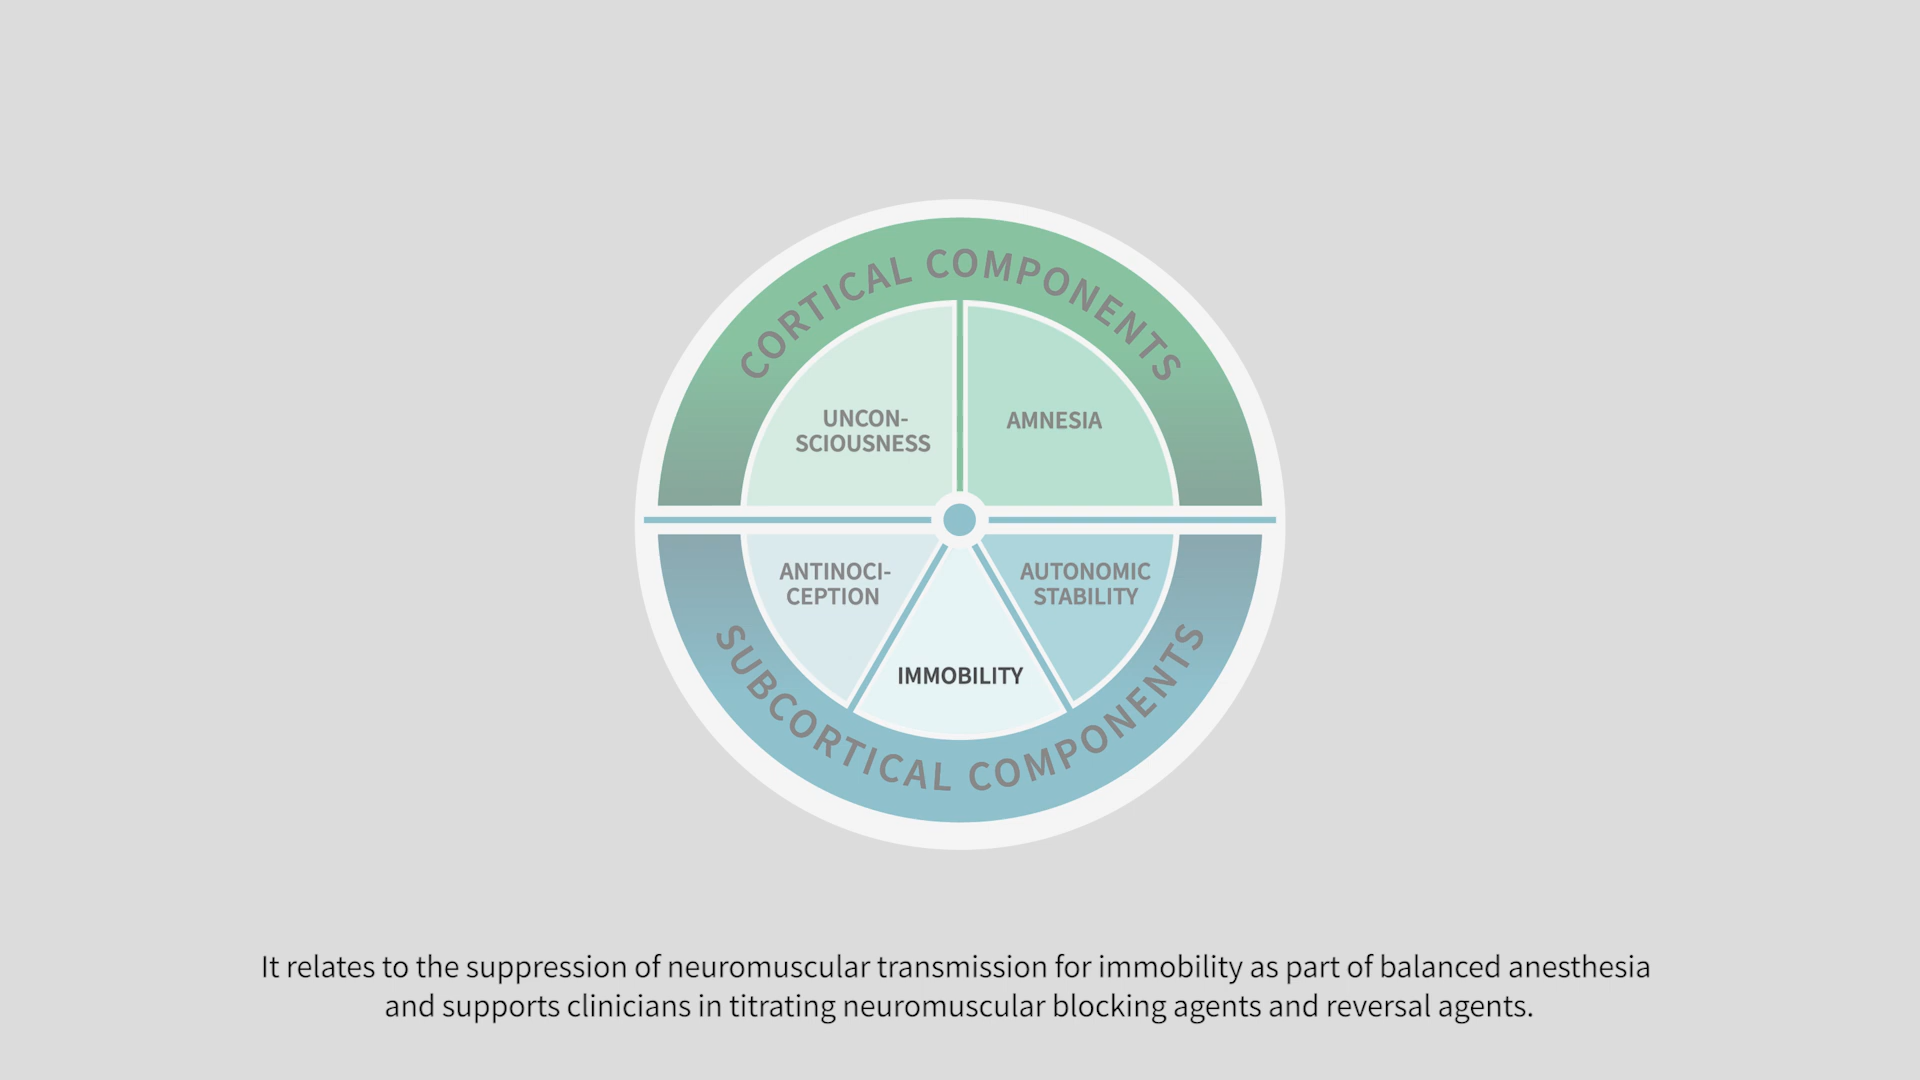 CORTICAL COMPONENTS
UNCON-
SCIOUSNESS
AMNESIA
ANTINOCI-
CEPTION
AUTONOMIC
STABILITY
IMMOBILITY
SUBCORTICAL COMPONENTS
It relates to the suppression of neuromuscular transmission for immobility as part of balanced anesthesia
and supports clinicians in titrating neuromuscular blocking agents and reversal agents.